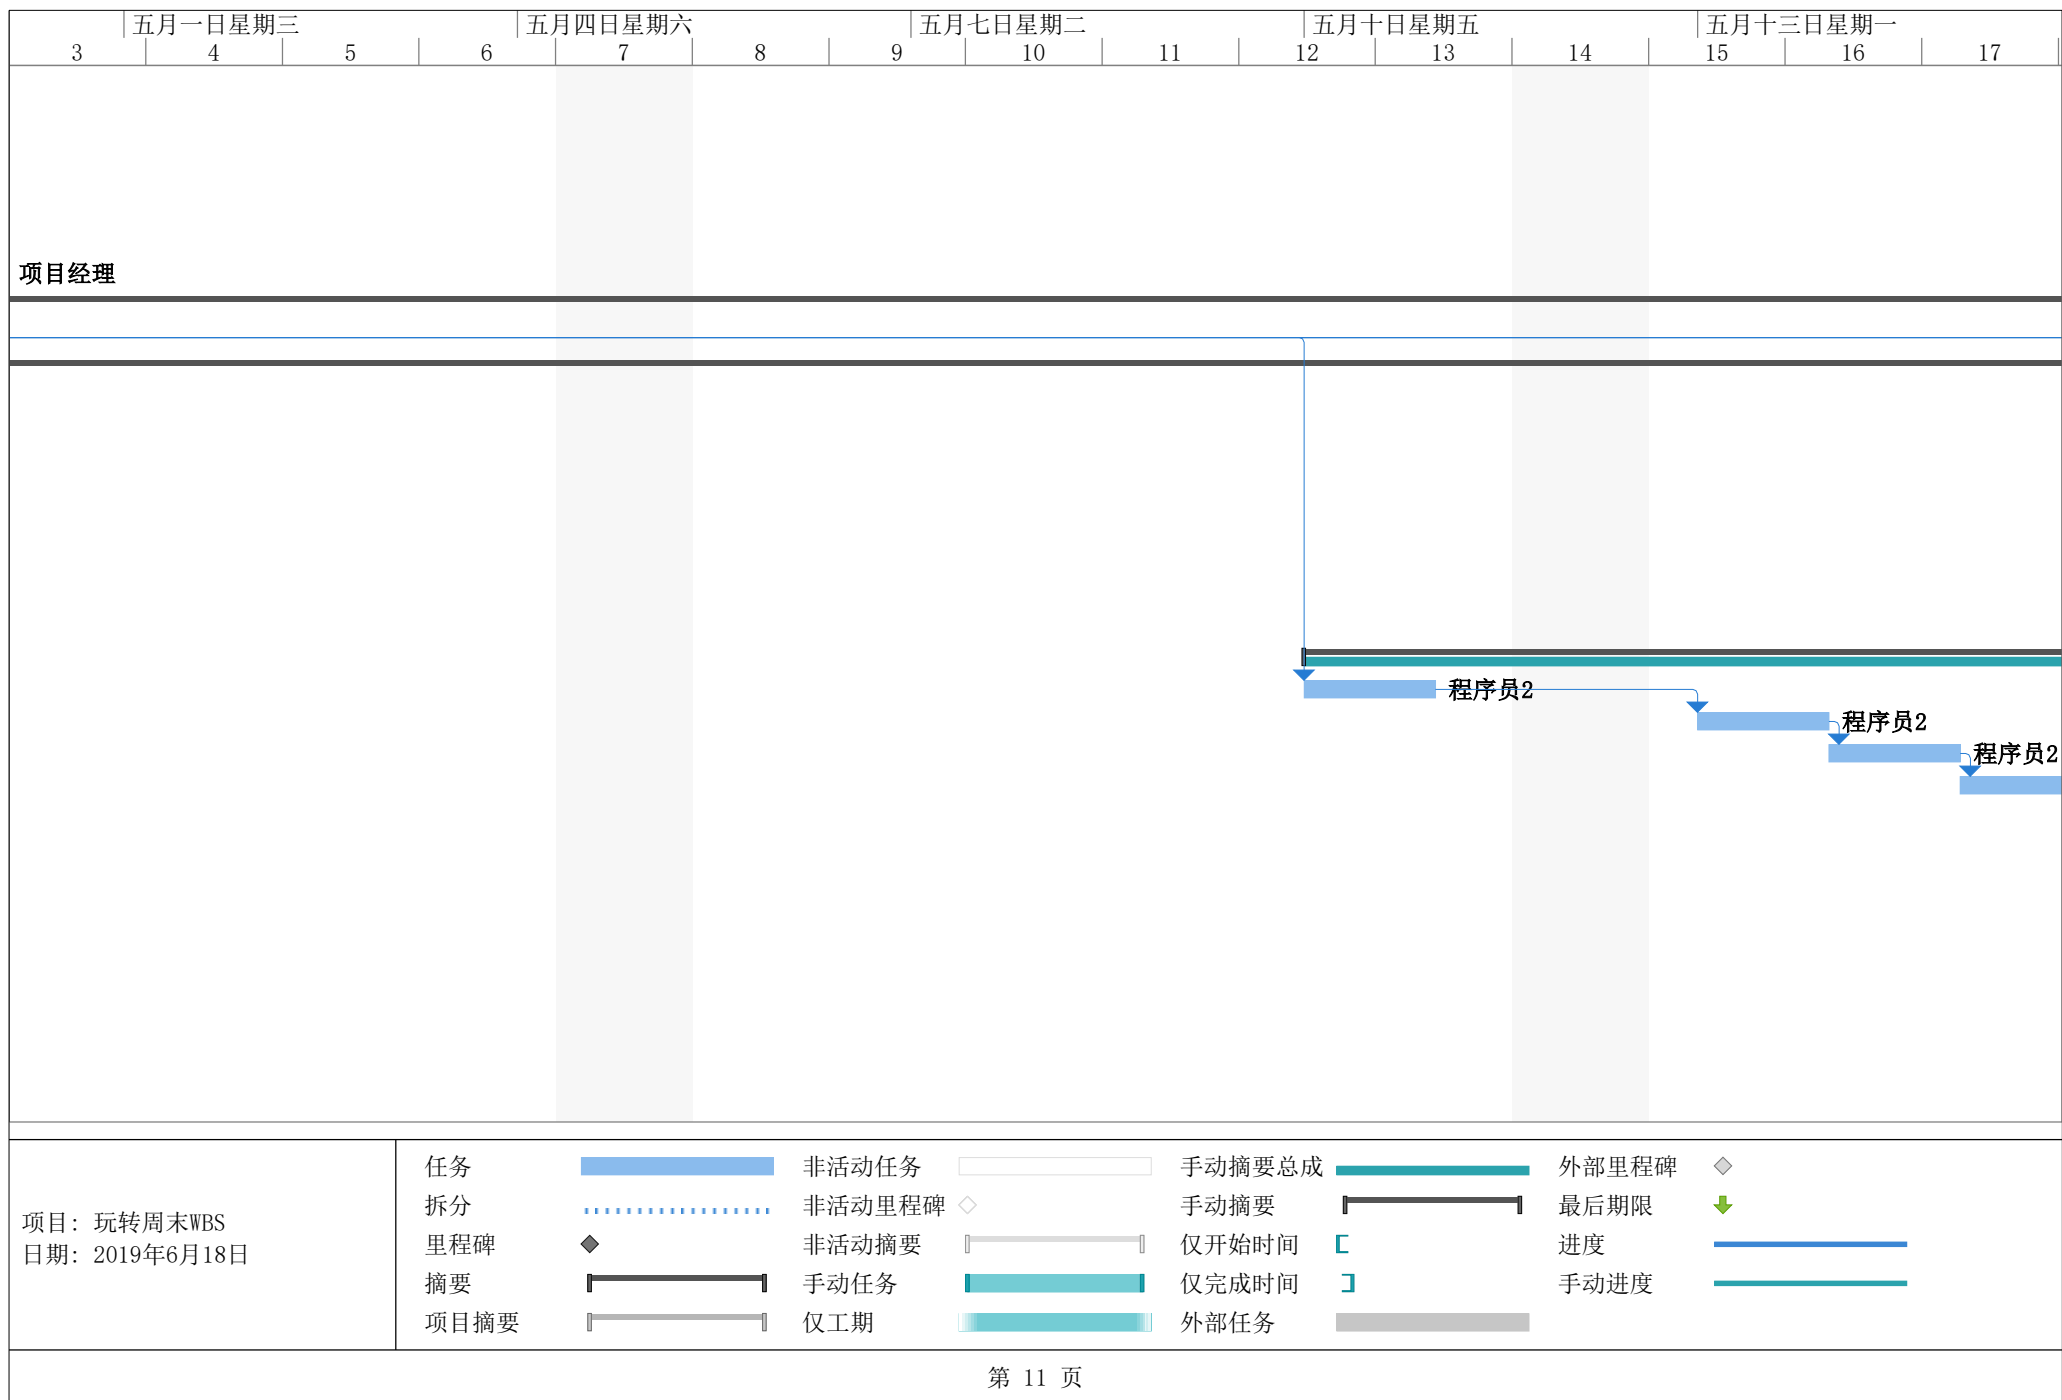 五月一日星期三 五月四日星期六 五月七日星期二 五月十日星期五 五月十三日星期一
3 4 5 6 7 8 9 10 11 12 13 14 15 16 17
项目经理
程序员2
程序员2
程序员2
项目: 玩转周末WBS
日期: 2019年6月18日
任务
拆分
里程碑
摘要
项目摘要
非活动任务
非活动里程碑
非活动摘要
手动任务
仅工期
手动摘要总成
手动摘要
仅开始时间
仅完成时间
外部任务
外部里程碑
最后期限
进度
手动进度
第 11 页